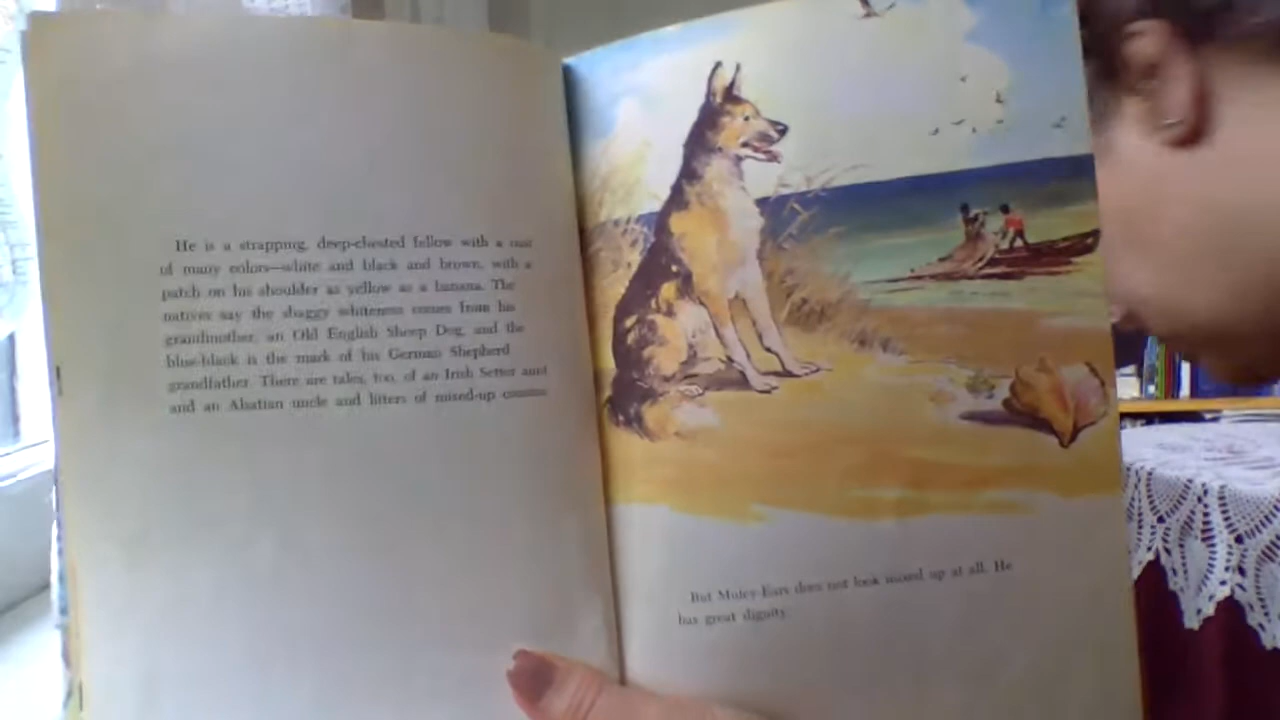 He is a strapping, deep-chested fellow with a coat
of many colors—white and black and brown, with a
patch on his shoulder as yellow as a banana. The
natives say the shaggy whiteness comes from his
grandmother, an Old English Sheep Dog, and the
blue-black is the mark of his German Shepherd
grandfather. There are tales, too, of an Irish Setter aunt
and an Alsatian uncle and litters of mixed-up cousins.
But Muley-Ears does not look mixed up at all. He
has great dignity.